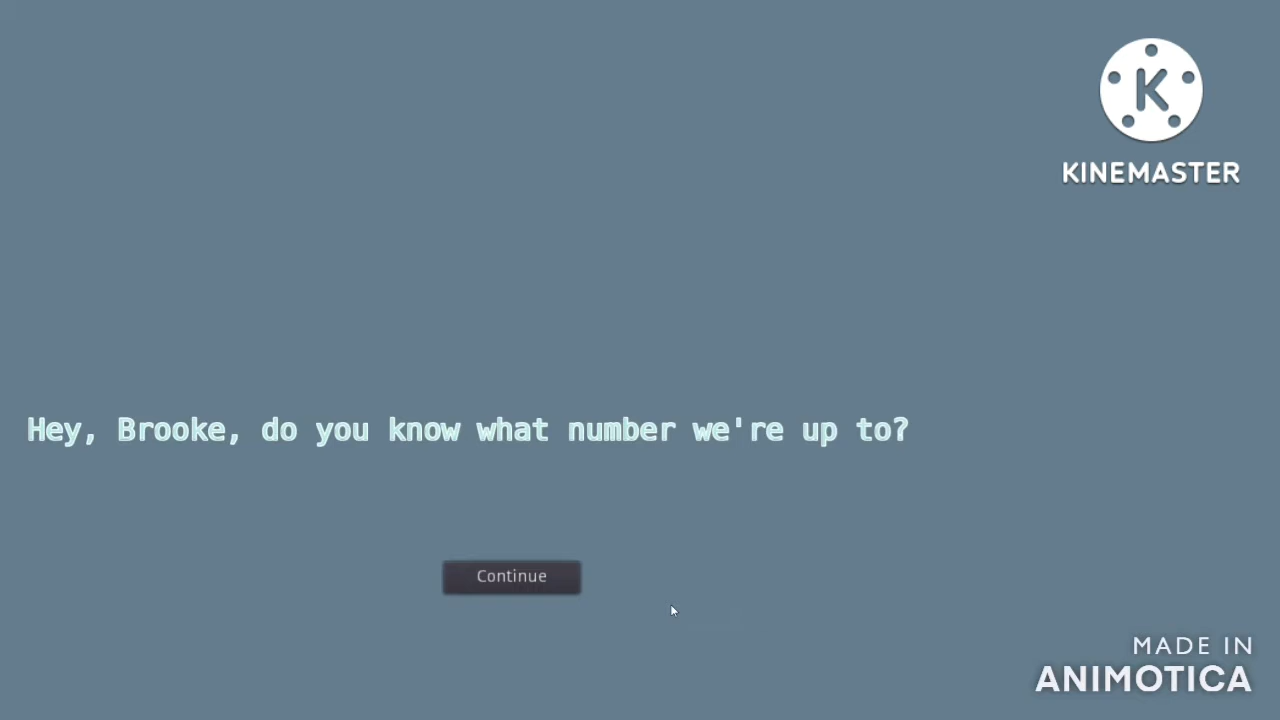 K
KINEMASTER
Hey, Brooke, do you know what number we're up to?
Continue
MADE IN
ANIMOTICA